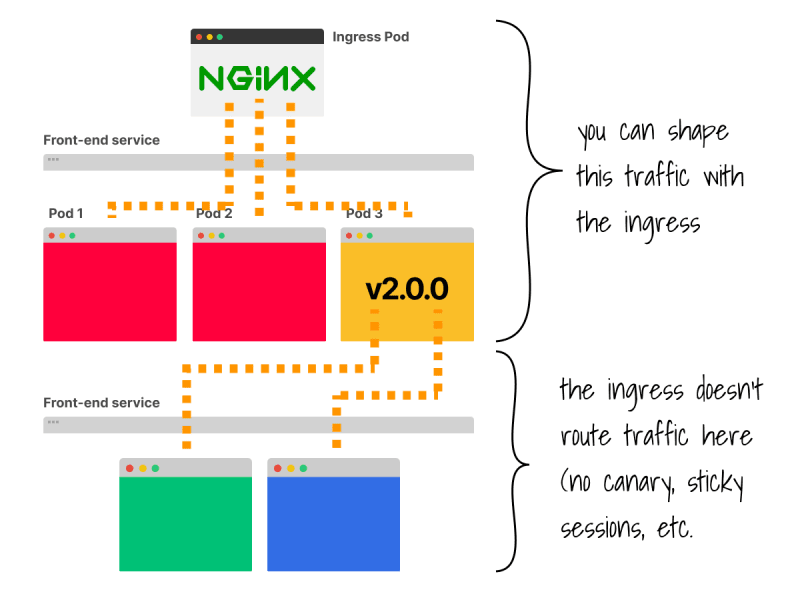 Ingress Pod
NGINX
Front-end service
Pod 1
Pod 2
Pod 3
v2.0.0
you can shape
this traffic with
the ingress
Front-end service
the ingress doesn't
route traffic here
(no canary, sticky
sessions, etc.